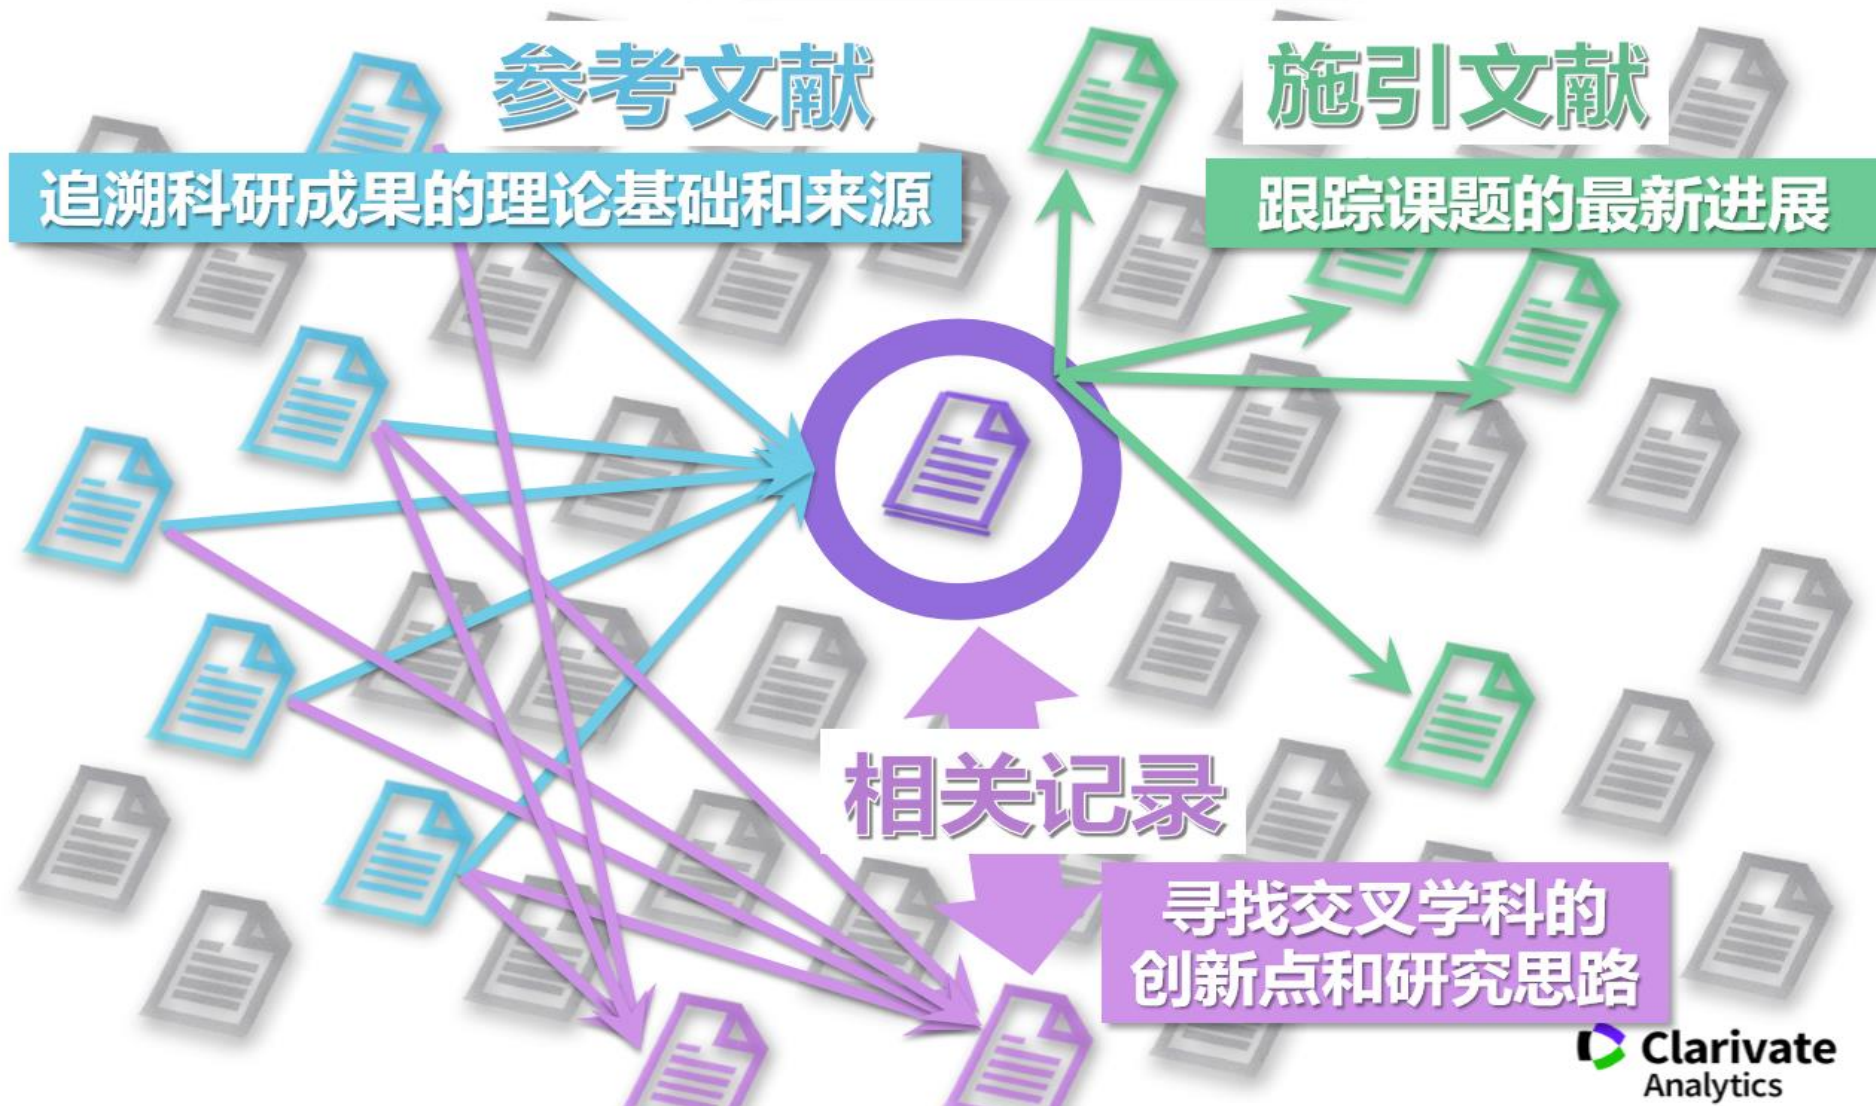 参考文献
追溯科研成果的理论基础和来源
施引文献
跟踪课题的最新进展
相关记录
寻找交叉学科的
创新点和研究思路
Clarivate
Analytics